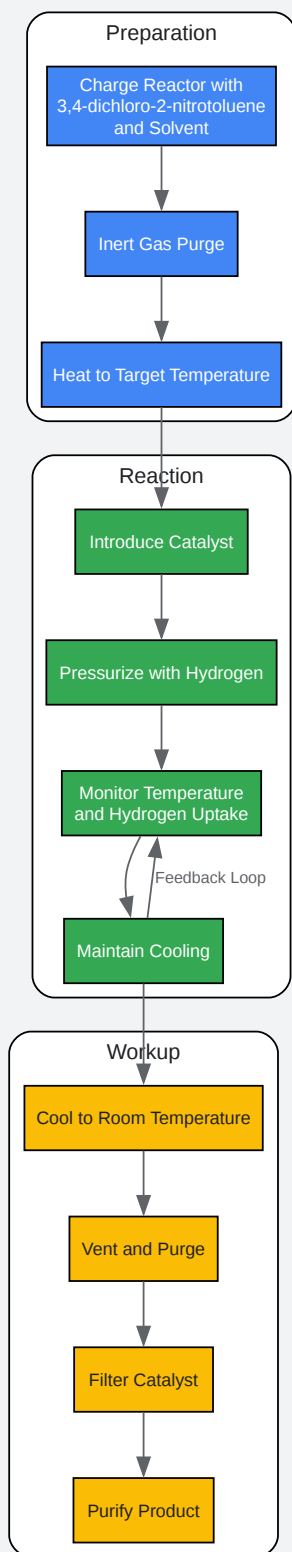 Preparation
Charge Reactor with
3,4-dichloro-2-nitrotoluene
and Solvent
Inert Gas Purge
Heat to Target Temperature
Reaction
Introduce Catalyst
Pressurize with Hydrogen
Monitor Temperature
and Hydrogen Uptake
Feedback Loop
Maintain Cooling
Workup
Cool to Room Temperature
Vent and Purge
Filter Catalyst
Purify Product